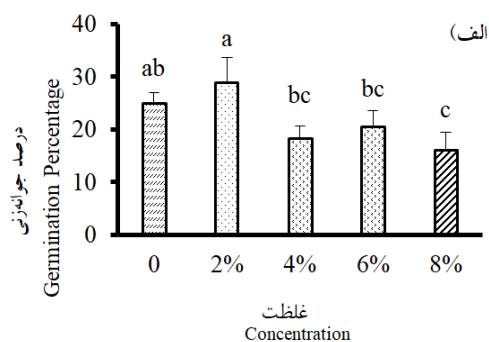 الف)
درصد جوانه‌زنی
Germination Percentage
40
30
20
10
0
ab
a
bc
bc
c
0
2%
4%
6%
8%
غلظت
Concentration